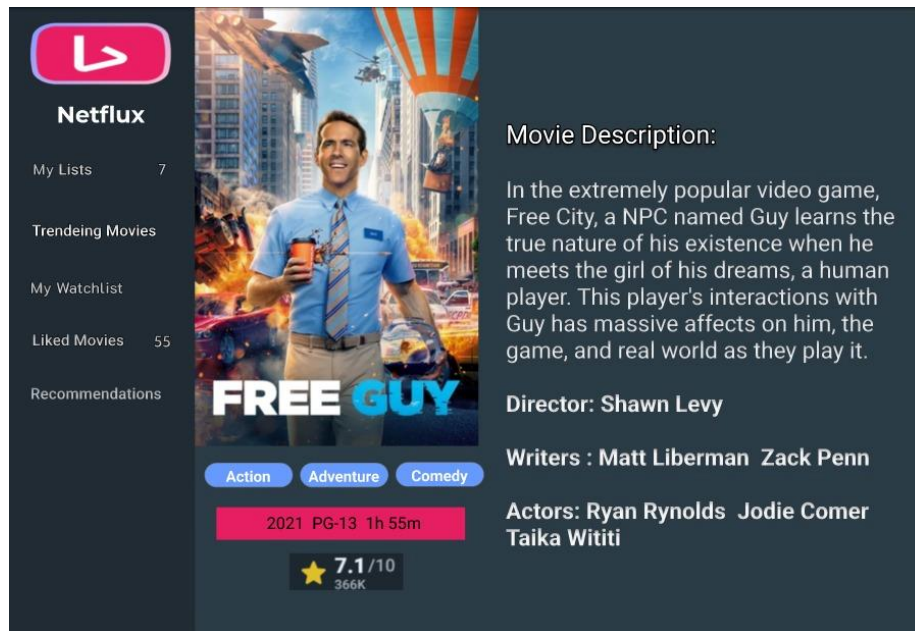 Netflux
My Lists 7
Trendeing Movies
My Watchlist
Liked Movies 55
Recommendations
FREE GUY
Action Adventure Comedy
2021 PG-13 1h 55m
7.1/10
366K
Movie Description:
In the extremely popular video game,
Free City, a NPC named Guy learns the
true nature of his existence when he
meets the girl of his dreams, a human
player. This player's interactions with
Guy has massive affects on him, the
game, and real world as they play it.
Director: Shawn Levy
Writers : Matt Liberman Zack Penn
Actors: Ryan Rynolds Jodie Comer
Taika Wititi